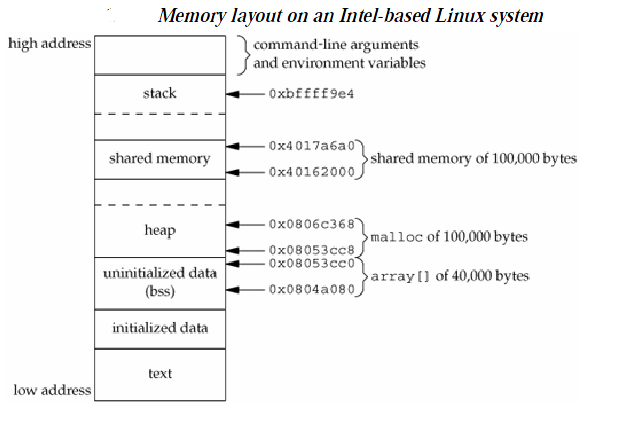 Memory layout on an Intel-based Linux system
high address
command-line arguments
and environment variables
stack
0xbffff9e4
0x4017a6a0
shared memory
shared memory of 100,000 bytes
0x40162000
0x0806c368
heap
malloc of 100,000 bytes
0x08053cc8
0x08053cc0
uninitialized data
(bss)
array[] of 40,000 bytes
0x0804a080
initialized data
text
low address